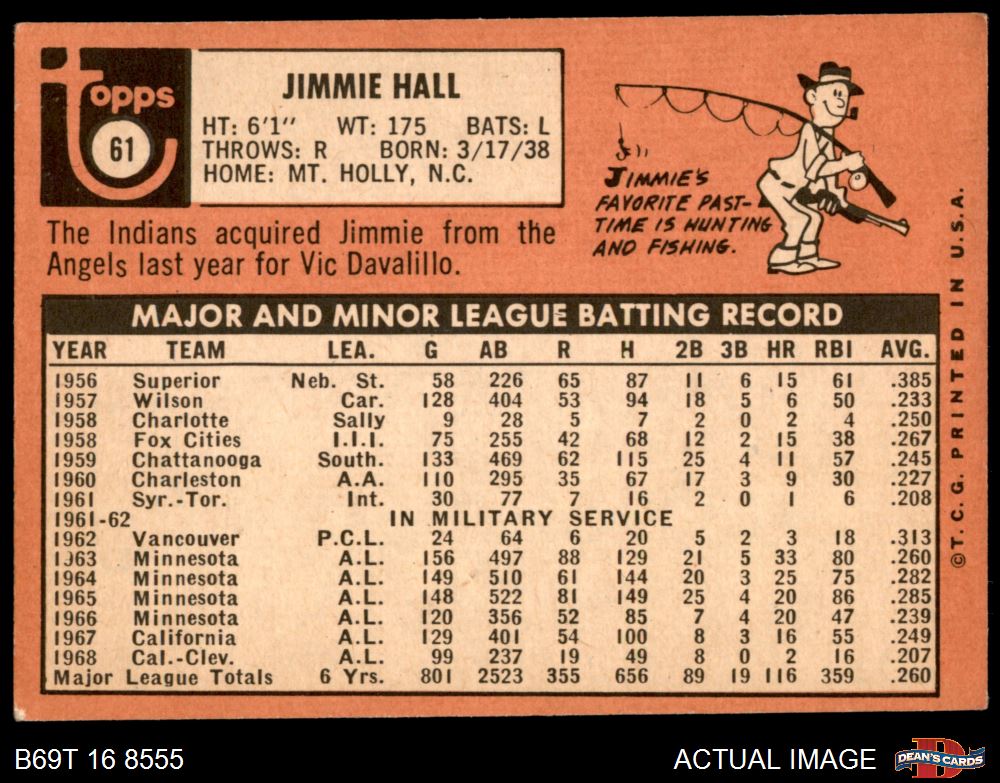 Topps
61
JIMMIE HALL
HT: 6'1" WT: 175 BATS: L
THROWS: R BORN: 3/17/38
HOME: MT. HOLLY, N.C.
JIMMIE'S
FAVORITE PAST-
TIME IS HUNTING
AND FISHING.
The Indians acquired Jimmie from the
Angels last year for Vic Davalillo.
MAJOR AND MINOR LEAGUE BATTING RECORD
YEAR TEAM LEA. G AB R H 2B 3B HR RBI AVG.
1956 Superior Neb. St. 58 226 65 87 11 6 15 61 .385
1957 Wilson Car. 128 404 53 94 18 5 6 50 .233
1958 Charlotte Sally 9 28 5 7 2 0 2 4 .250
1958 Fox Cities I.I.I. 75 255 42 68 12 2 15 38 .267
1959 Chattanooga South. 133 469 62 115 25 4 11 57 .245
1960 Charleston A.A. 110 295 35 67 17 3 9 30 .227
1961 Syr.-Tor. Int. 30 77 7 16 2 0 1 6 .208
1961-62 IN MILITARY SERVICE
1962 Vancouver P.C.L. 24 64 6 20 5 2 3 18 .313
1963 Minnesota A.L. 156 497 88 129 21 5 33 80 .260
1964 Minnesota A.L. 149 510 61 144 20 3 25 75 .282
1965 Minnesota A.L. 148 522 81 149 25 4 20 86 .285
1966 Minnesota A.L. 120 356 52 85 7 4 20 47 .239
1967 California A.L. 129 401 54 100 8 3 16 55 .249
1968 Cal.-Clev. A.L. 99 237 19 49 8 0 2 16 .207
Major League Totals 6 Yrs. 801 2523 355 656 89 19 116 359 .260
©T.C.G. PRINTED IN U.S.A.
B69T 16 8555
ACTUAL IMAGE
D
DEAN'S CARDS